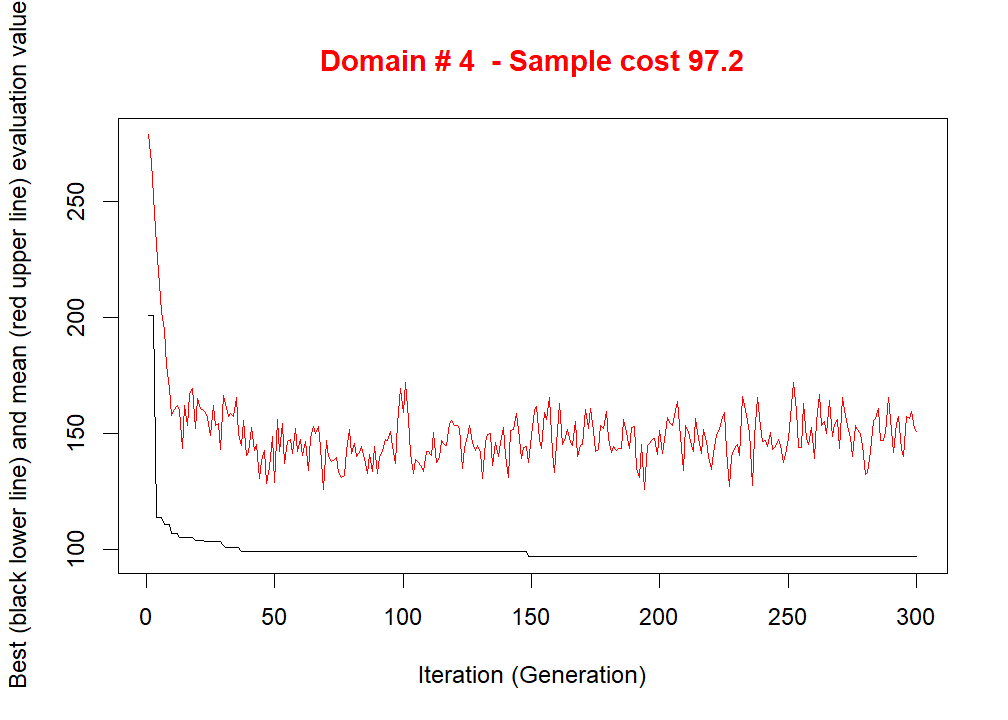 Domain # 4  - Sample cost 97.2
Best (black lower line) and mean (red upper line) evaluation value
250
200
150
100
0 50 100 150 200 250 300
Iteration (Generation)